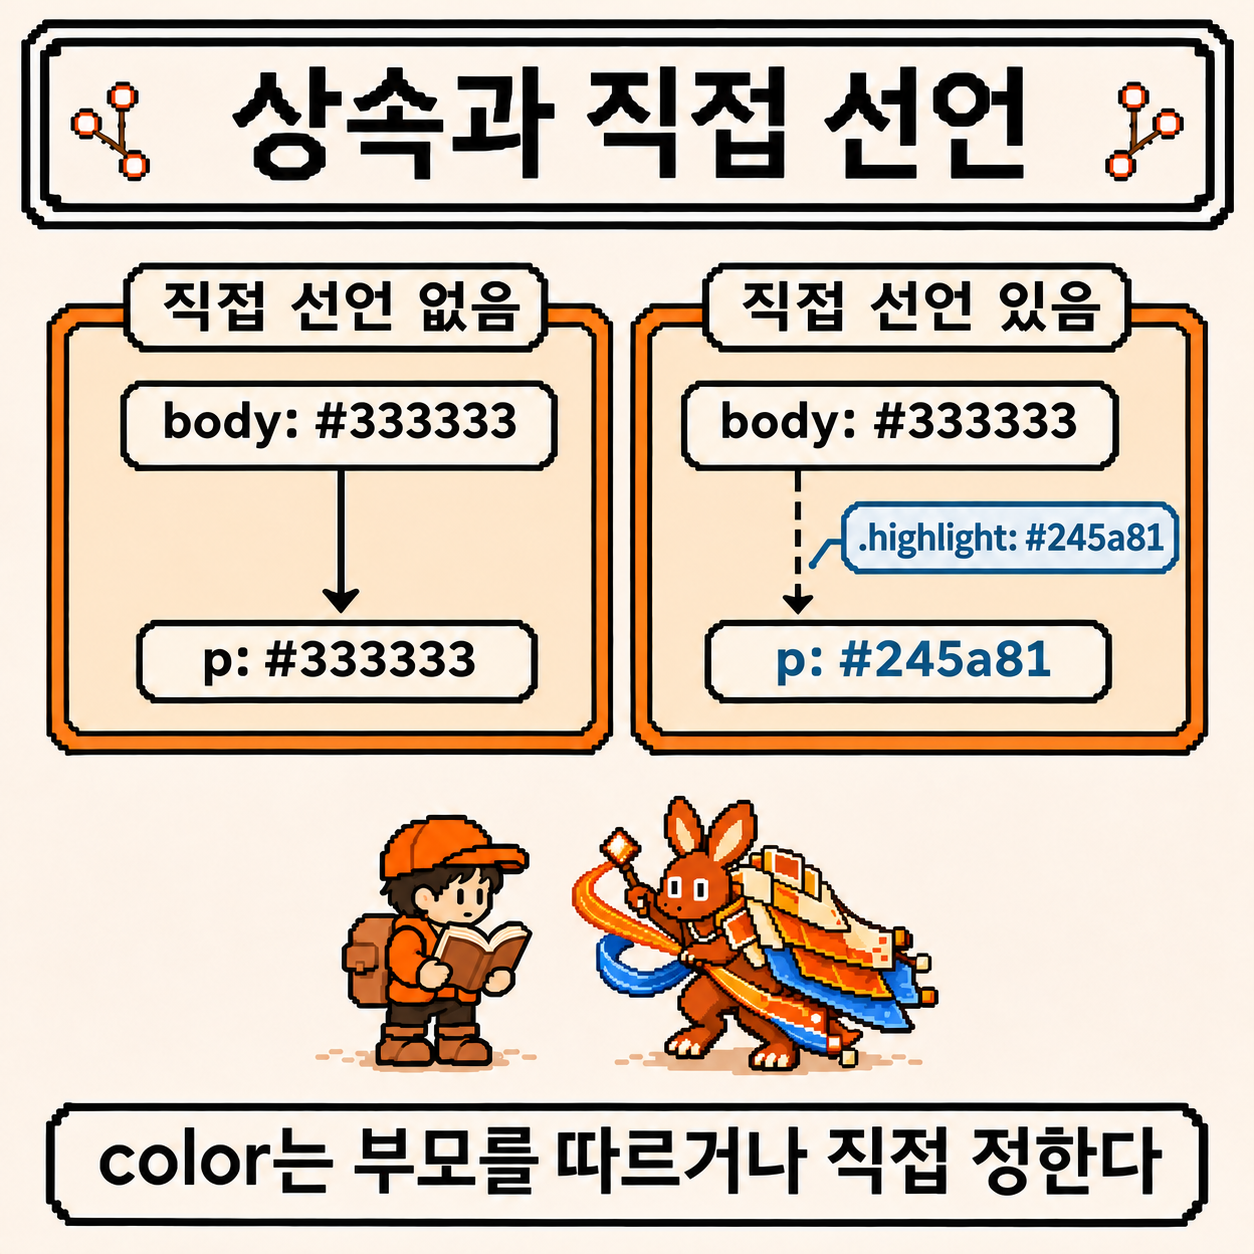 상속과 직접 선언
직접 선언 없음
body: #333333
p: #333333
직접 선언 있음
body: #333333
.highlight: #245a81
p: #245a81
color는 부모를 따르거나 직접 정한다